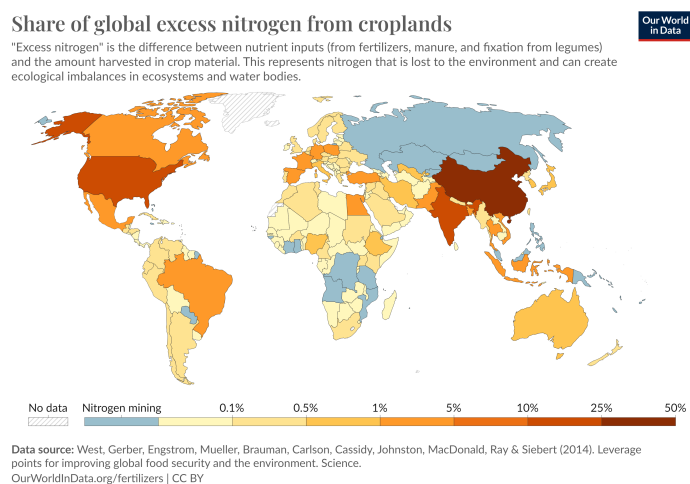 Share of global excess nitrogen from croplands
Our World
in Data
"Excess nitrogen" is the difference between nutrient inputs (from fertilizers, manure, and fixation from legumes)
and the amount harvested in crop material. This represents nitrogen that is lost to the environment and can create
ecological imbalances in ecosystems and water bodies.
No data
Nitrogen mining
0.1%
0.5%
1%
5%
10%
25%
50%
Data source: West, Gerber, Engstrom, Mueller, Brauman, Carlson, Cassidy, Johnston, MacDonald, Ray & Siebert (2014). Leverage
points for improving global food security and the environment. Science.
OurWorldInData.org/fertilizers | CC BY